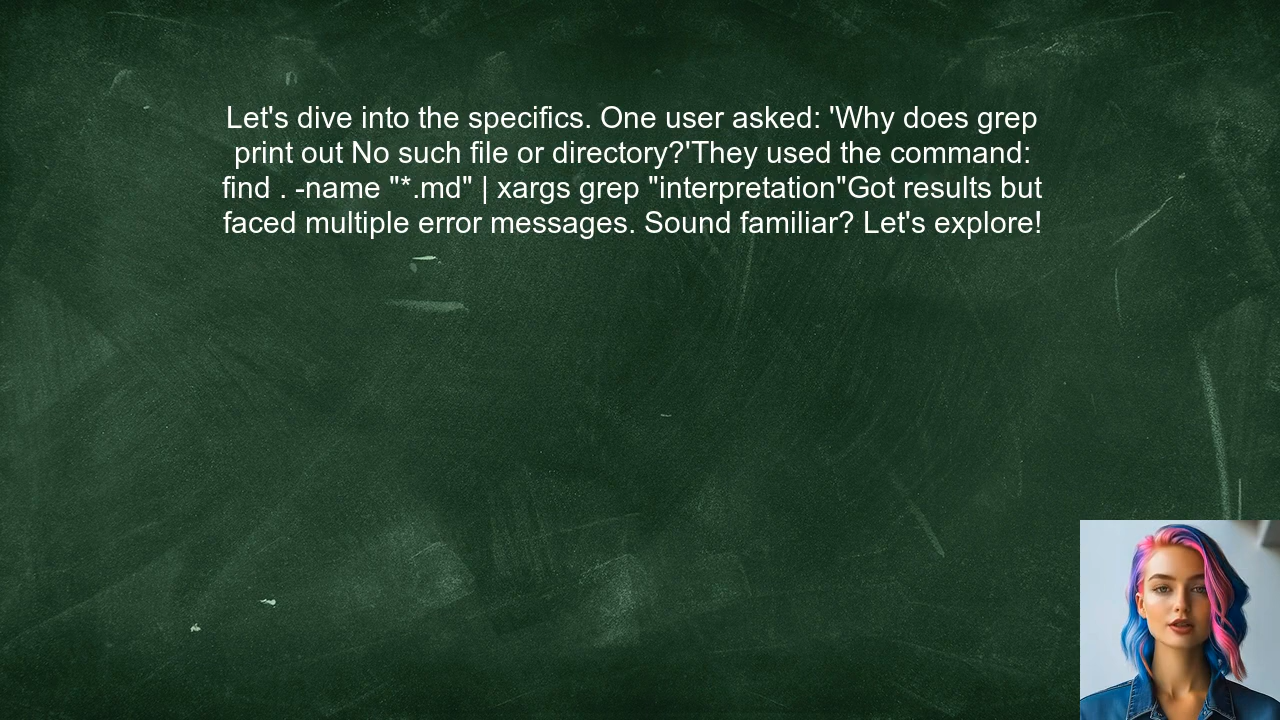 Let's dive into the specifics. One user asked: 'Why does grep
print out No such file or directory?'They used the command:
find . -name "*.md" | xargs grep "interpretation"Got results but
faced multiple error messages. Sound familiar? Let's explore!